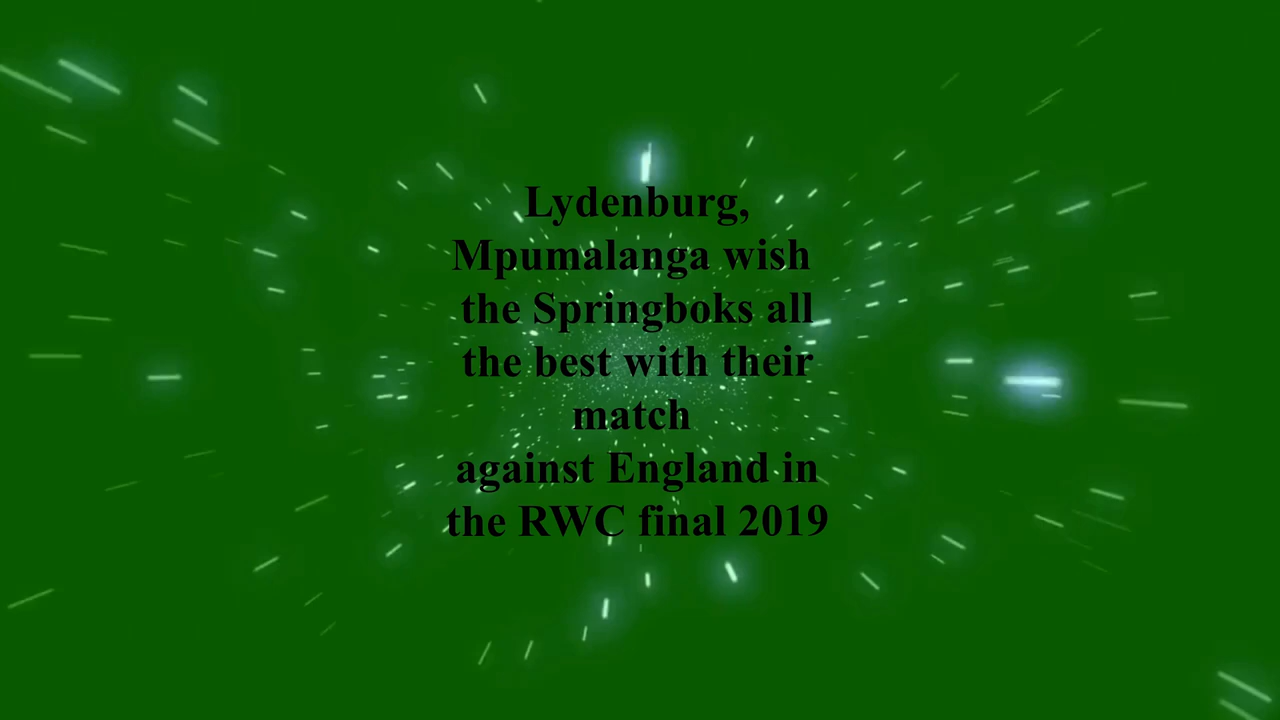 Lydenburg,
Mpumalanga wish
the Springboks all
the best with their
match
against England in
the RWC final 2019